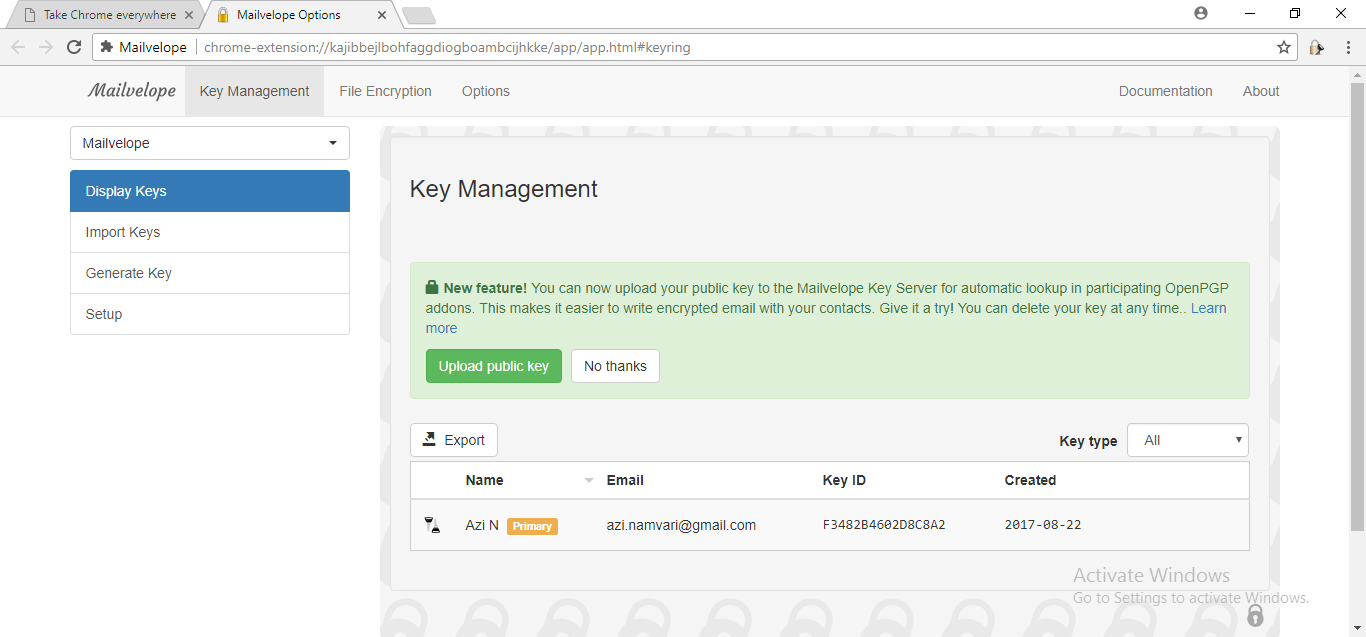 Take Chrome everywhere
Mailvelope Options
Mailvelope
chrome-extension://kajibbejlbohfaggdiogboambcijhkke/app/app.html#keyring
Mailvelope
Key Management
File Encryption
Options
Documentation
About
Mailvelope
Display Keys
Import Keys
Generate Key
Setup
Key Management
New feature! You can now upload your public key to the Mailvelope Key Server for automatic lookup in participating OpenPGP
addons. This makes it easier to write encrypted email with your contacts. Give it a try! You can delete your key at any time.. Learn
more
Upload public key
No thanks
Export
Key type
All
Name Email Key ID Created
Azi N Primary azi.namvari@gmail.com F3482B4602D8C8A2 2017-08-22
Activate Windows
Go to Settings to activate Windows.